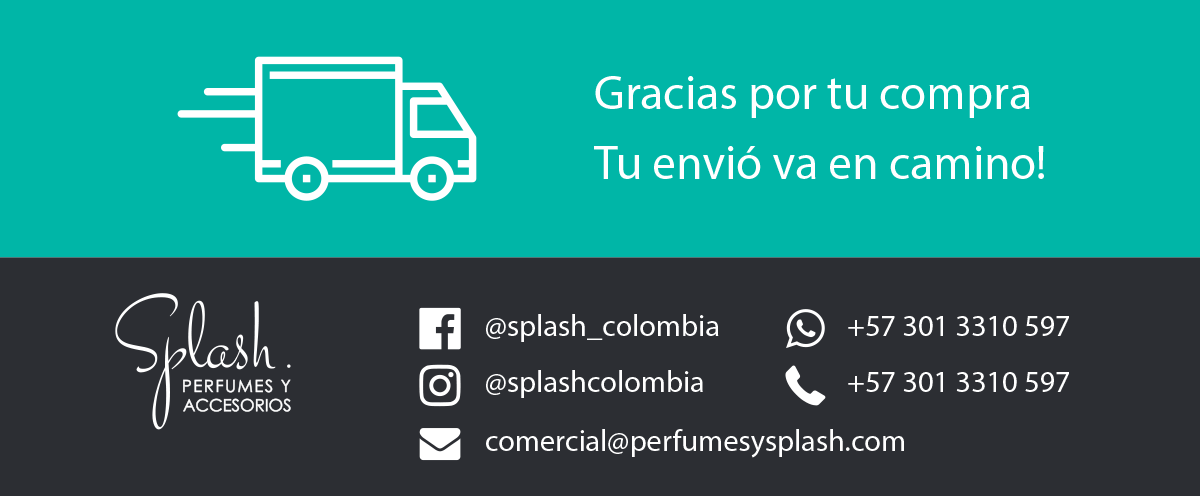 Gracias por tu compra
Tu envió va en camino!
Splash.
PERFUMES Y
ACCESORIOS
@splash_colombia
@splashcolombia
comercial@perfumesysplash.com
+57 301 3310 597
+57 301 3310 597